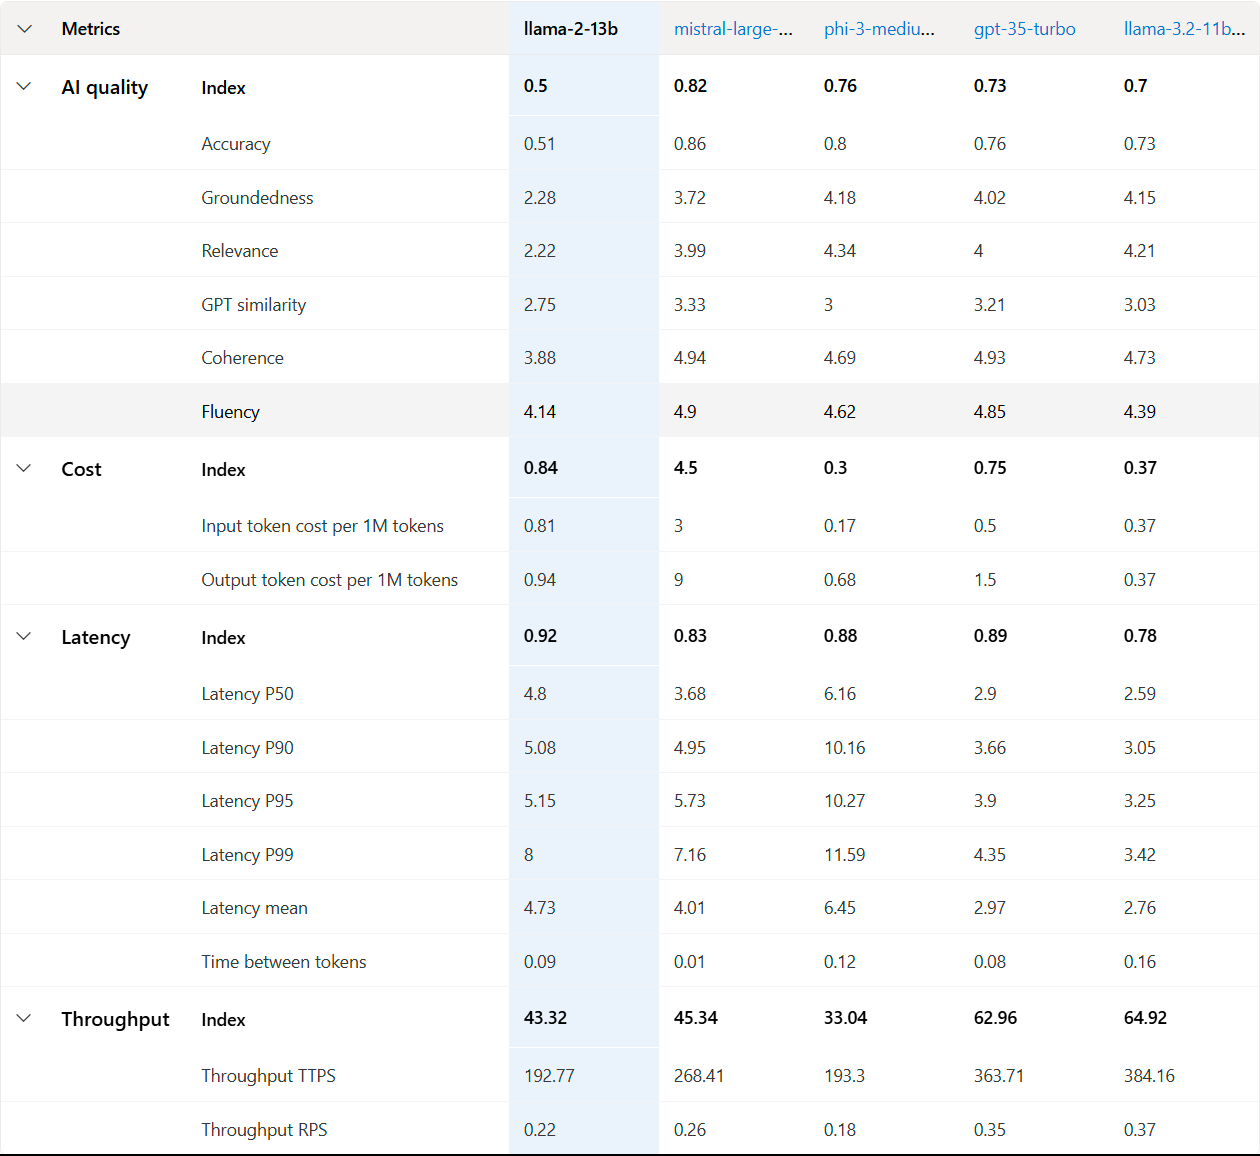 Metrics llama-2-13b mistral-large-... phi-3-mediu... gpt-35-turbo llama-3.2-11b...
AI quality Index 0.5 0.82 0.76 0.73 0.7
Accuracy 0.51 0.86 0.8 0.76 0.73
Groundedness 2.28 3.72 4.18 4.02 4.15
Relevance 2.22 3.99 4.34 4 4.21
GPT similarity 2.75 3.33 3 3.21 3.03
Coherence 3.88 4.94 4.69 4.93 4.73
Fluency 4.14 4.9 4.62 4.85 4.39
Cost Index 0.84 4.5 0.3 0.75 0.37
Input token cost per 1M tokens 0.81 3 0.17 0.5 0.37
Output token cost per 1M tokens 0.94 9 0.68 1.5 0.37
Latency Index 0.92 0.83 0.88 0.89 0.78
Latency P50 4.8 3.68 6.16 2.9 2.59
Latency P90 5.08 4.95 10.16 3.66 3.05
Latency P95 5.15 5.73 10.27 3.9 3.25
Latency P99 8 7.16 11.59 4.35 3.42
Latency mean 4.73 4.01 6.45 2.97 2.76
Time between tokens 0.09 0.01 0.12 0.08 0.16
Throughput Index 43.32 45.34 33.04 62.96 64.92
Throughput TTPS 192.77 268.41 193.3 363.71 384.16
Throughput RPS 0.22 0.26 0.18 0.35 0.37